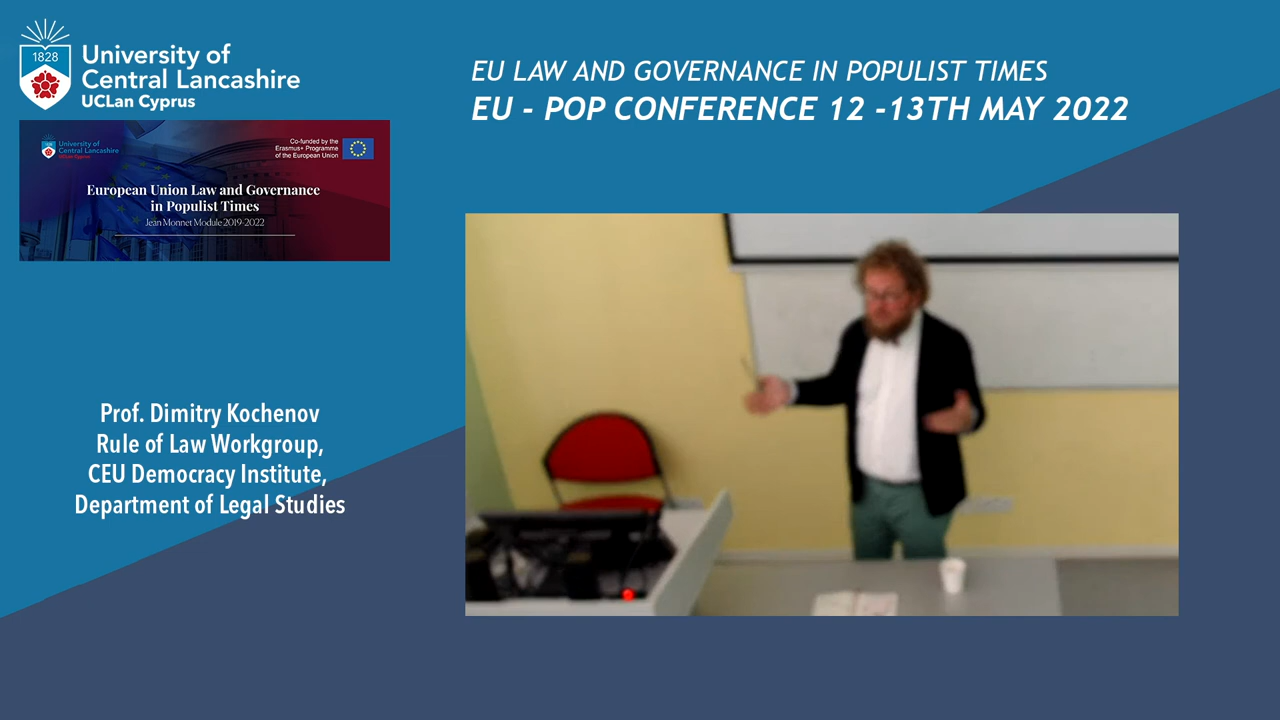 1828
University of
Central Lancashire
UCLan Cyprus
EU LAW AND GOVERNANCE IN POPULIST TIMES
EU - POP CONFERENCE 12 -13TH MAY 2022
University of
Central Lancashire
UCLan Cyprus
Co-funded by the
Erasmus+ Programme
of the European Union
European Union Law and Governance
in Populist Times
Jean Monnet Module 2019-2022
Prof. Dimitry Kochenov
Rule of Law Workgroup,
CEU Democracy Institute,
Department of Legal Studies